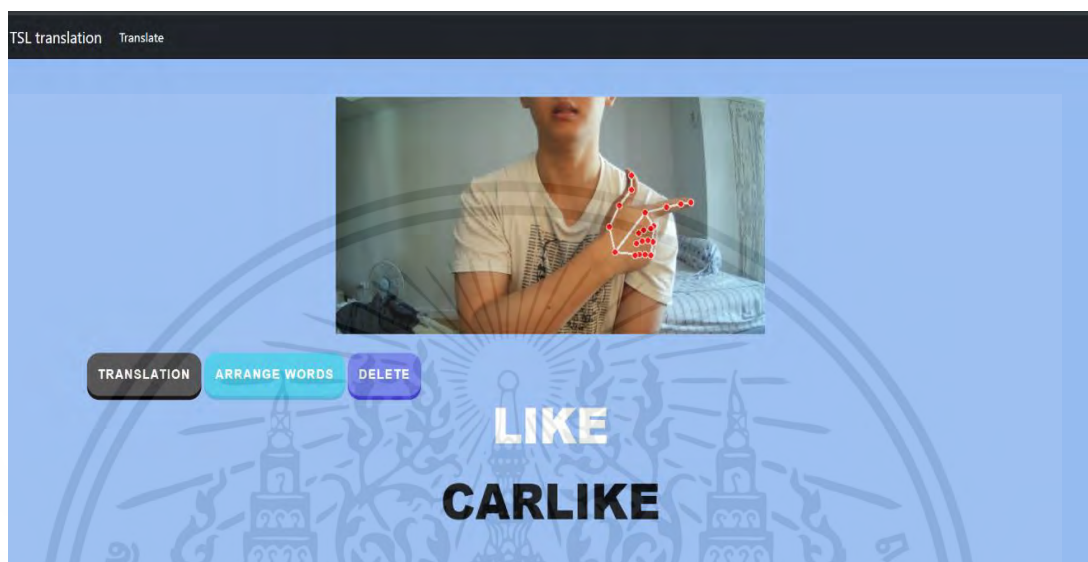 TSL translation Translate
TRANSLATION ARRANGE WORDS DELETE
LIKE
CARLIKE